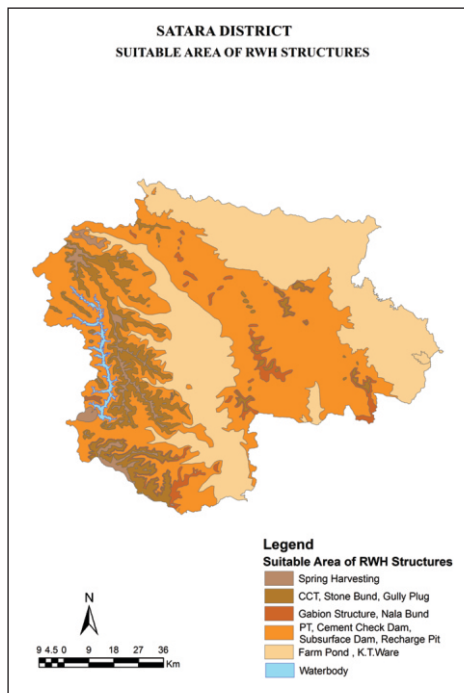 SATARA DISTRICT
SUITABLE AREA OF RWH STRUCTURES
Legend
Suitable Area of RWH Structures
Spring Harvesting
CCT, Stone Bund, Gully Plug
Gabion Structure, Nala Bund
PT, Cement Check Dam,
Subsurface Dam, Recharge Pit
Farm Pond , K.T.Ware
Waterbody
N
9 4.5 0 9 18 27 36
Km